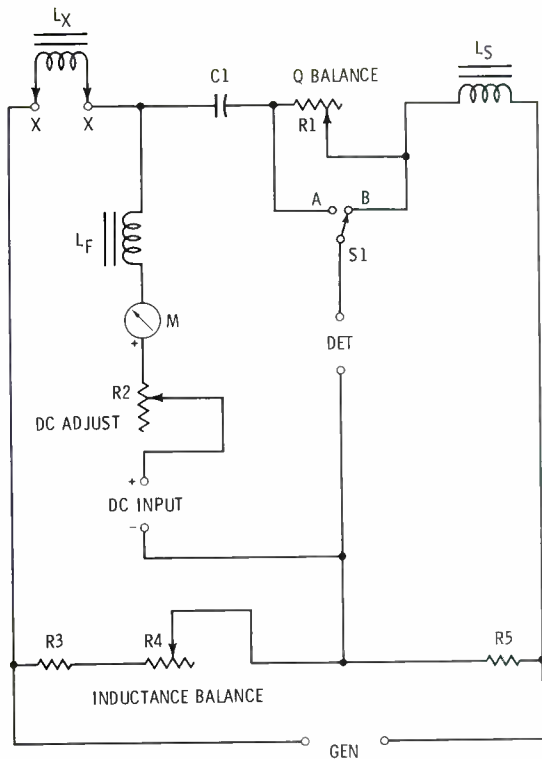 LX
LS
C1
Q BALANCE
X
X
R1
A
B
S1
LF
M
+
DET
R2
DC ADJUST
+
DC INPUT
-
R3
R4
R5
INDUCTANCE BALANCE
GEN